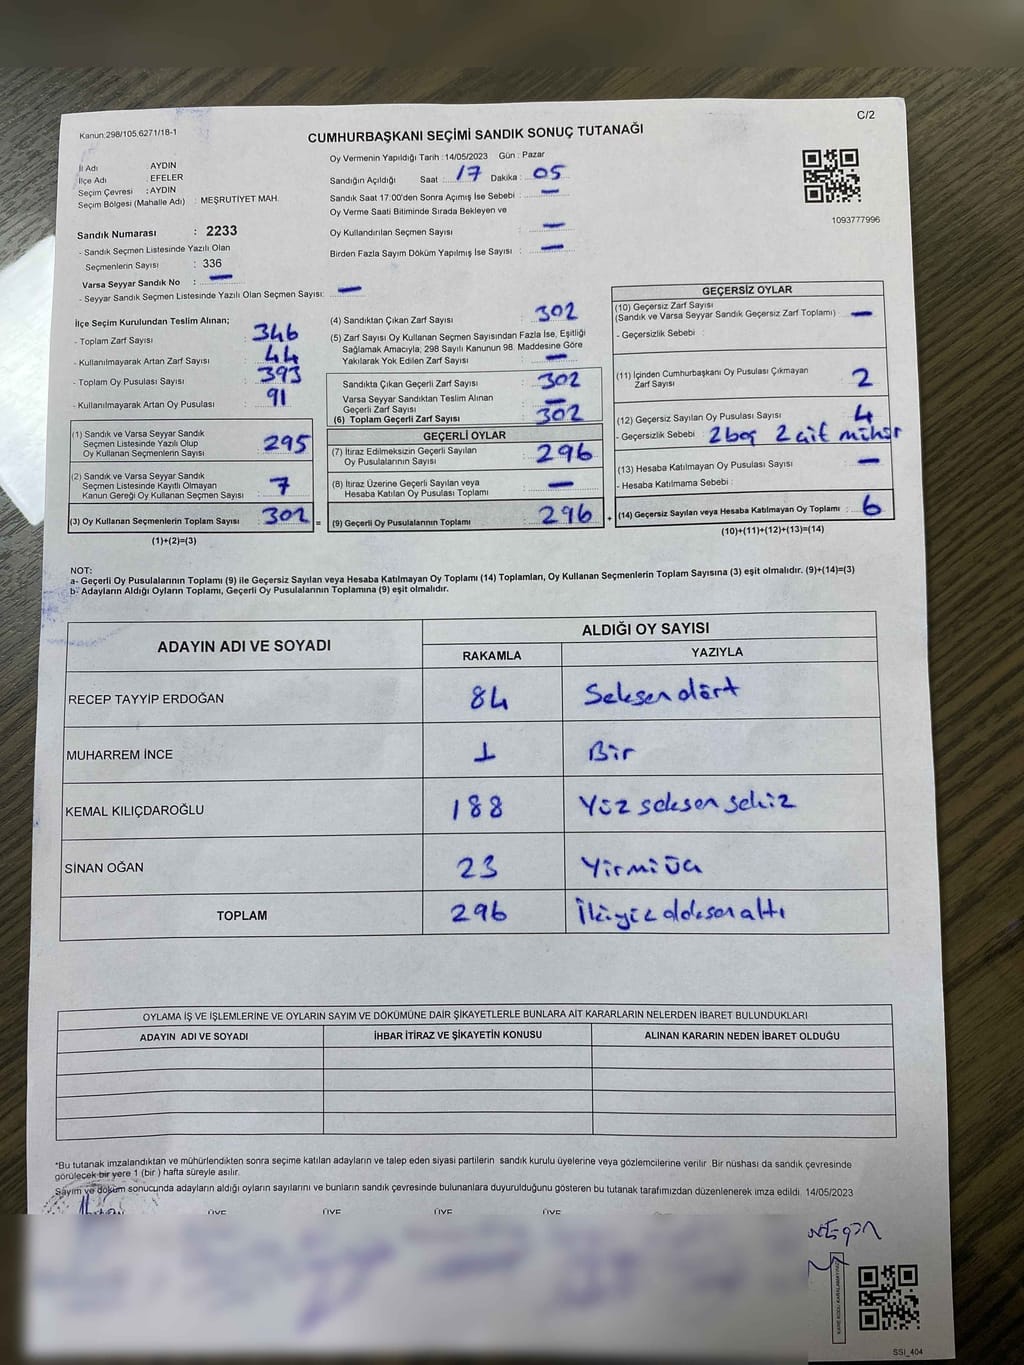 Kanun:298/105,6271/18-1
C/2
CUMHURBAŞKANI SEÇİMİ SANDIK SONUÇ TUTANAĞI
İl Adı : AYDIN
İlçe Adı : EFELER
Seçim Çevresi : AYDIN
Seçim Bölgesi (Mahalle Adı) : MEŞRUTİYET MAH.
Oy Vermenin Yapıldığı Tarih : 14/05/2023 Gün : Pazar
Sandığın Açıldığı Saat : 17 Dakika : 05
Sandık Saat 17:00'den Sonra Açımış İse Sebebi : —
Oy Verme Saati Bitiminde Sırada Bekleyen ve
Oy Kullandırılan Seçmen Sayısı : —
Birden Fazla Sayım Döküm Yapılmış İse Sayısı : —
1093777996
Sandık Numarası : 2233
- Sandık Seçmen Listesinde Yazılı Olan
Seçmenlerin Sayısı : 336
Varsa Seyyar Sandık No : —
- Seyyar Sandık Seçmen Listesinde Yazılı Olan Seçmen Sayısı: —
İlçe Seçim Kurulundan Teslim Alınan;
- Toplam Zarf Sayısı : 346
- Kullanılmayarak Artan Zarf Sayısı : 44
- Toplam Oy Pusulası Sayısı : 393
- Kullanılmayarak Artan Oy Pusulası : 91
(1) Sandık ve Varsa Seyyar Sandık
Seçmen Listesinde Yazılı Olup
Oy Kullanan Seçmenlerin Sayısı : 295
(2) Sandık ve Varsa Seyyar Sandık
Seçmen Listesinde Kayıtlı Olmayan
Kanun Gereği Oy Kullanan Seçmen Sayısı : 7
(3) Oy Kullanan Seçmenlerin Toplam Sayısı : 302 =
(1)+(2)=(3)
(4) Sandıktan Çıkan Zarf Sayısı : 302
(5) Zarf Sayısı Oy Kullanan Seçmen Sayısından Fazla İse, Eşitliği
Sağlamak Amacıyla; 298 Sayılı Kanunun 98. Maddesine Göre
Yakılarak Yok Edilen Zarf Sayısı : —
Sandıkta Çıkan Geçerli Zarf Sayısı : 302
Varsa Seyyar Sandıktan Teslim Alınan
Geçerli Zarf Sayısı : —
(6) Toplam Geçerli Zarf Sayısı : 302
GEÇERLİ OYLAR
(7) İtiraz Edilmeksizin Geçerli Sayılan
Oy Pusulalarının Sayısı : 296
(8) İtiraz Üzerine Geçerli Sayılan veya
Hesaba Katılan Oy Pusulası Toplamı : —
(9) Geçerli Oy Pusulalarının Toplamı : 296 +
GEÇERSİZ OYLAR
(10) Geçersiz Zarf Sayısı
(Sandık ve Varsa Seyyar Sandık Geçersiz Zarf Toplamı) : —
- Geçersizlik Sebebi :
(11) İçinden Cumhurbaşkanı Oy Pusulası Çıkmayan
Zarf Sayısı : 2
(12) Geçersiz Sayılan Oy Pusulası Sayısı : 4
- Geçersizlik Sebebi 2 boş 2 çift mühür
(13) Hesaba Katılmayan Oy Pusulası Sayısı : —
- Hesaba Katılmama Sebebi :
(14) Geçersiz Sayılan veya Hesaba Katılmayan Oy Toplamı : 6
(10)+(11)+(12)+(13)=(14)
NOT:
a- Geçerli Oy Pusulalarının Toplamı (9) ile Geçersiz Sayılan veya Hesaba Katılmayan Oy Toplamı (14) Toplamları, Oy Kullanan Seçmenlerin Toplam Sayısına (3) eşit olmalıdır. (9)+(14)=(3)
b- Adayların Aldığı Oyların Toplamı, Geçerli Oy Pusulalarının Toplamına (9) eşit olmalıdır.
ADAYIN ADI VE SOYADI
ALDIĞI OY SAYISI
RAKAMLA YAZIYLA
RECEP TAYYİP ERDOĞAN 84 Seksendört
MUHARREM İNCE 1 Bir
KEMAL KILIÇDAROĞLU 188 Yüz seksen sekiz
SİNAN OĞAN 23 Yirmi üç
TOPLAM 296 İkiyüz doksan altı
OYLAMA İŞ VE İŞLEMLERİNE VE OYLARIN SAYIM VE DÖKÜMÜNE DAİR ŞİKAYETLERLE BUNLARA AİT KARARLARIN NELERDEN İBARET BULUNDUKLARI
ADAYIN ADI VE SOYADI İHBAR İTİRAZ VE ŞİKAYETİN KONUSU ALINAN KARARIN NEDEN İBARET OLDUĞU
*Bu tutanak imzalandıktan ve mühürlendikten sonra seçime katılan adayların ve talep eden siyasi partilerin sandık kurulu üyelerine veya gözlemcilerine verilir. Bir nüshası da sandık çevresinde
görülecek bir yere 1 (bir ) hafta süreyle asılır.
Sayım ve döküm sonucunda adayların aldığı oyların sayılarını ve bunların sandık çevresinde bulunanlara duyurulduğunu gösteren bu tutanak tarafımızdan düzenlenerek imza edildi. 14/05/2023
ÜYE ÜYE ÜYE ÜYE
SSI_404